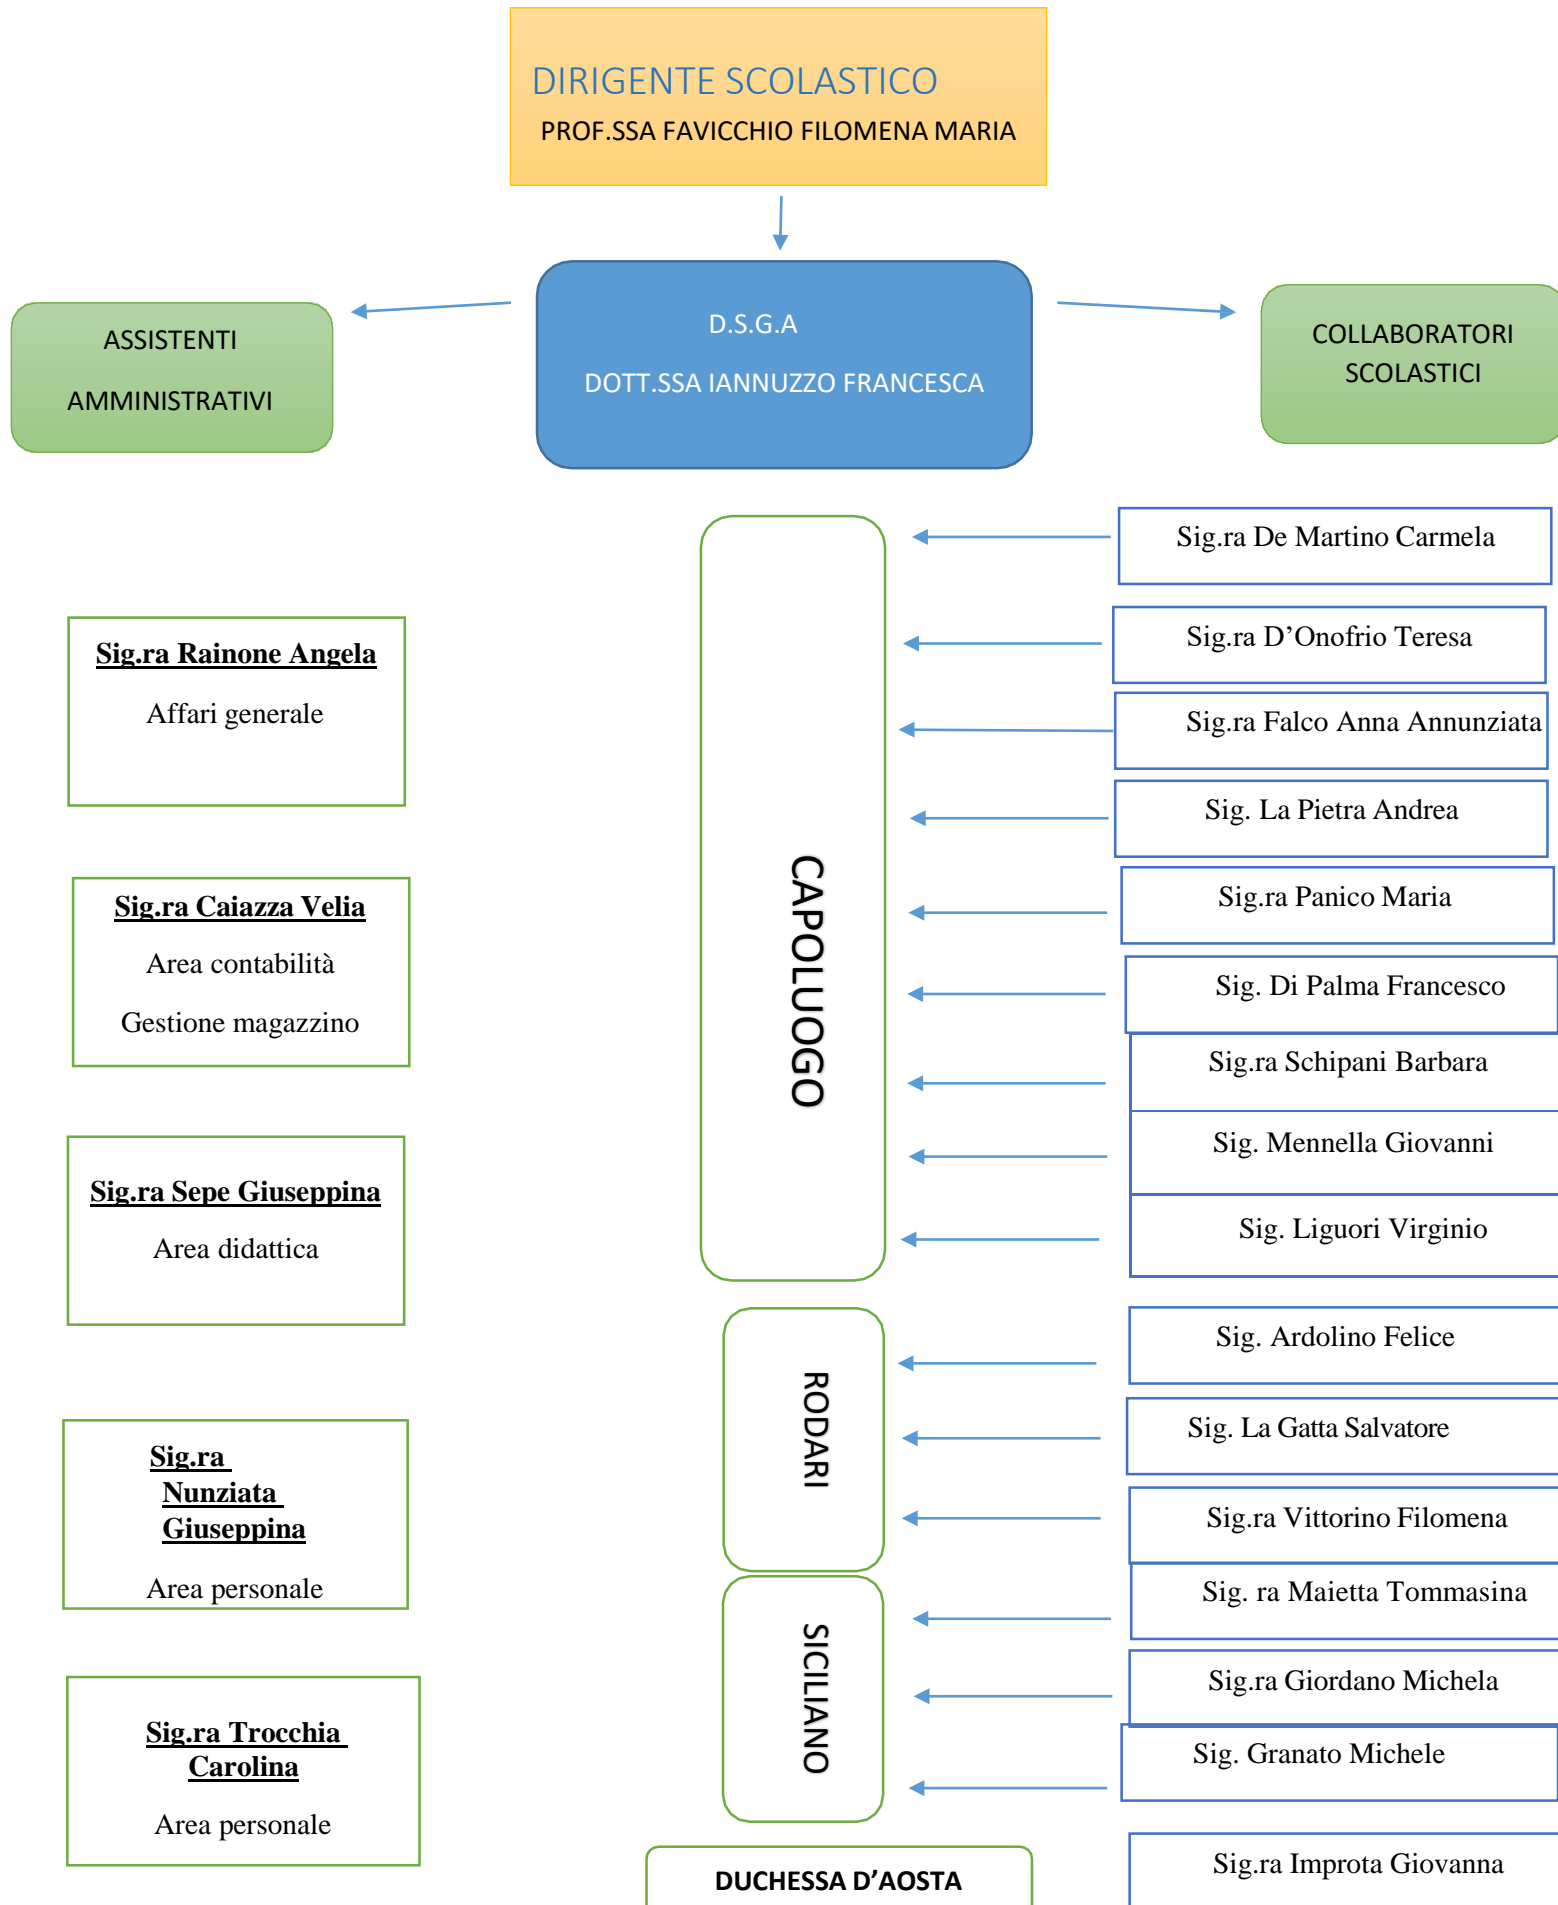 DIRIGENTE SCOLASTICO
PROF.SSA FAVICCHIO FILOMENA MARIA
D.S.G.A
DOTT.SSA IANNUZZO FRANCESCA
ASSISTENTI
AMMINISTRATIVI
COLLABORATORI
SCOLASTICI
Sig.ra Rainone Angela
Affari generale
Sig.ra Caiazza Velia
Area contabilità
Gestione magazzino
Sig.ra Sepe Giuseppina
Area didattica
Sig.ra
Nunziata
Giuseppina
Area personale
Sig.ra Trocchia
Carolina
Area personale
CAPOLUOGO
RODARI
SICILIANO
DUCHESSA D’AOSTA
Sig.ra De Martino Carmela
Sig.ra D’Onofrio Teresa
Sig.ra Falco Anna Annunziata
Sig. La Pietra Andrea
Sig.ra Panico Maria
Sig. Di Palma Francesco
Sig.ra Schipani Barbara
Sig. Mennella Giovanni
Sig. Liguori Virginio
Sig. Ardolino Felice
Sig. La Gatta Salvatore
Sig.ra Vittorino Filomena
Sig. ra Maietta Tommasina
Sig.ra Giordano Michela
Sig. Granato Michele
Sig.ra Improta Giovanna